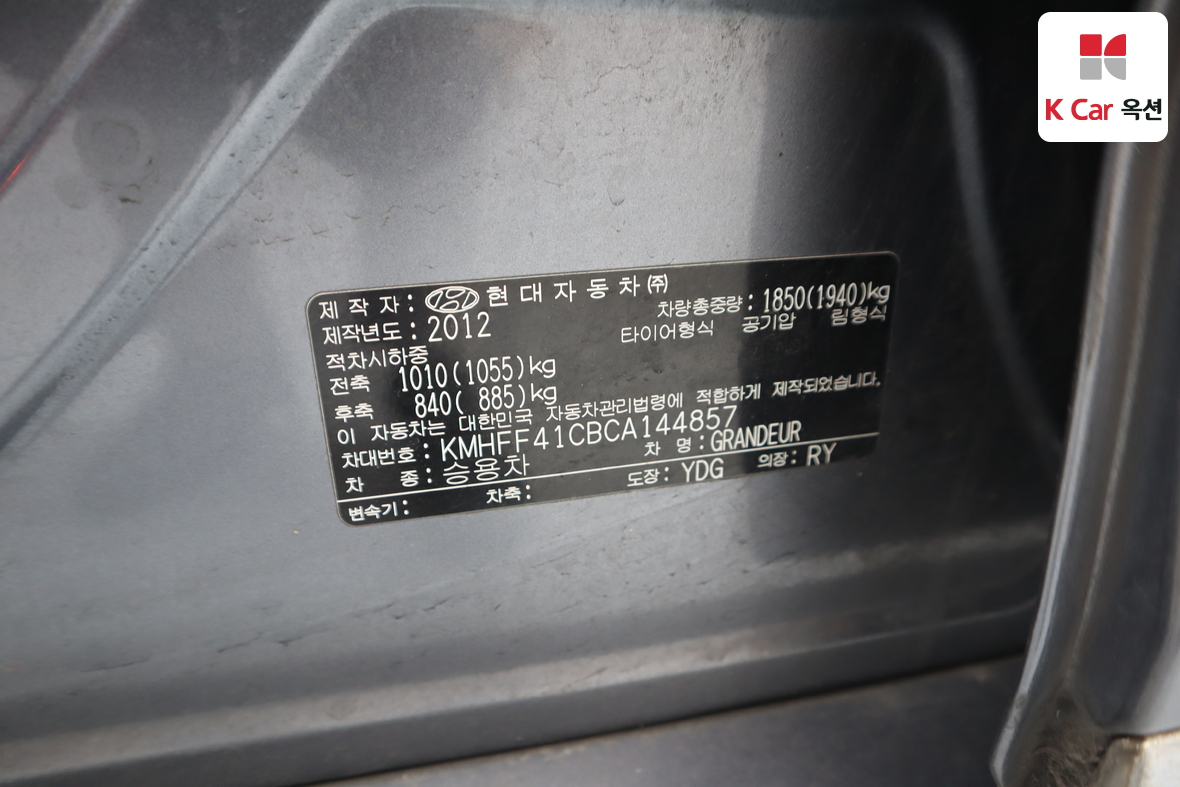 K Car 옥션
제 작 자 : 현 대 자 동 차 ㈜
제작년도 : 2012 차량총중량 : 1850(1940)kg
적차시하중 타이어형식 공기압 림형식
전축 1010(1055)kg
후축 840( 885)kg
이 자동차는 대한민국 자동차관리법령에 적합하게 제작되었습니다.
차대번호 : KMHFF41CBCA144857
차 종 : 승용차 차 명 : GRANDEUR
변속기 : 차축 : 도장 : YDG 의장 : RY